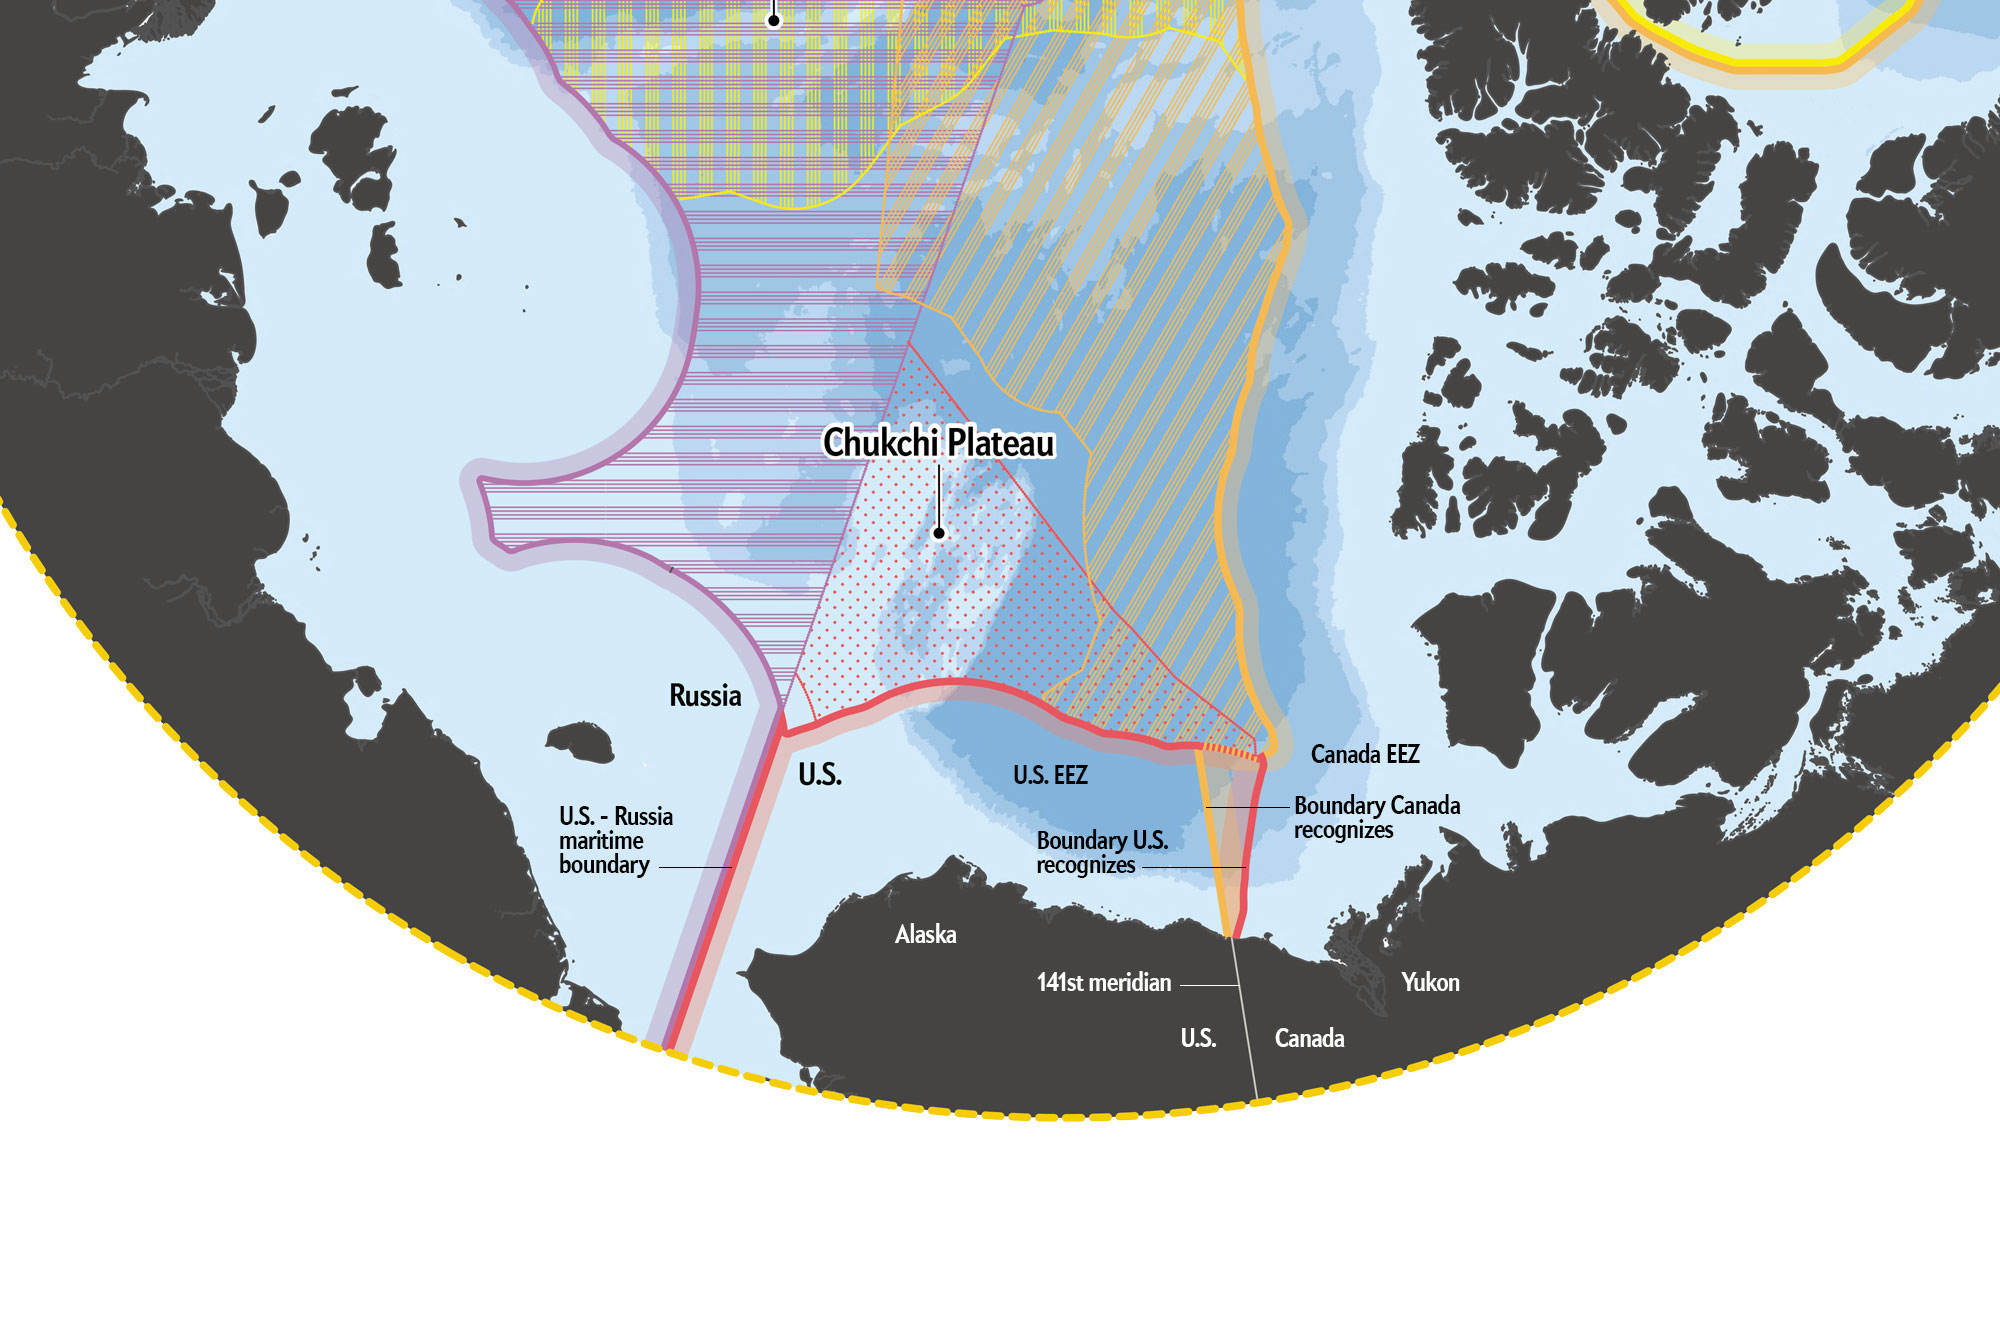 Chukchi Plateau
Russia
U.S.
U.S. EEZ
Canada EEZ
U.S. - Russia
maritime
boundary
Boundary Canada
recognizes
Boundary U.S.
recognizes
Alaska
141st meridian
Yukon
U.S.
Canada